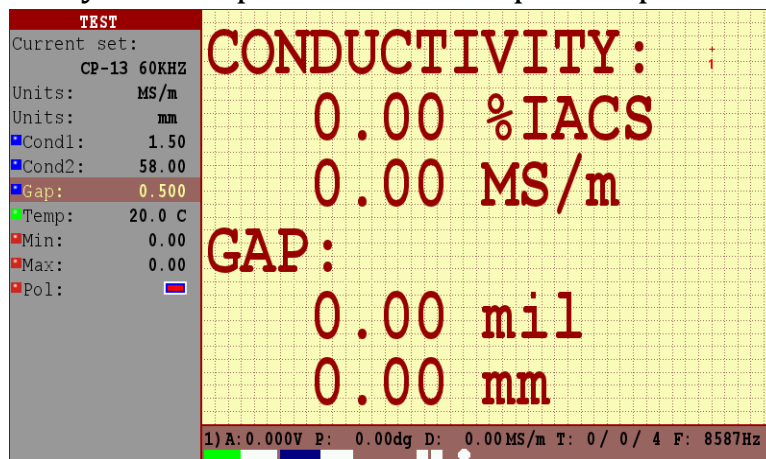 TEST
Current set:
CP-13 60KHZ
Units: MS/m
Units: mm
Cond1: 1.50
Cond2: 58.00
Gap: 0.500
Temp: 20.0 C
Min: 0.00
Max: 0.00
Pol:
CONDUCTIVITY:
1
0.00 %IACS
0.00 MS/m
GAP:
0.00 mil
0.00 mm
1)A:0.000V P: 0.00dg D: 0.00MS/m T: 0/ 0/ 4 F: 8587Hz